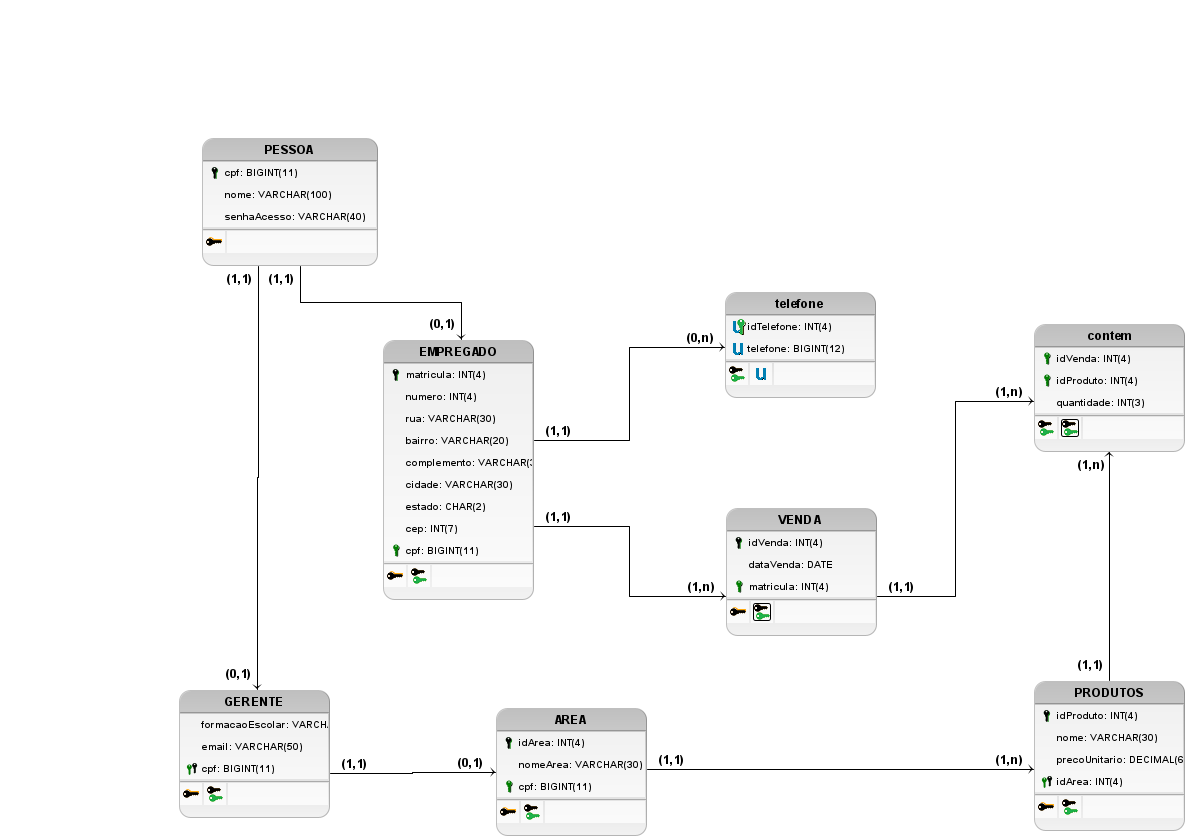 PESSOA
cpf: BIGINT(11)
nome: VARCHAR(100)
senhaAcesso: VARCHAR(40)
(1,1)
(1,1)
(0,1)
EMPREGADO
matricula: INT(4)
numero: INT(4)
rua: VARCHAR(30)
bairro: VARCHAR(20)
complemento: VARCHAR(
cidade: VARCHAR(30)
estado: CHAR(2)
cep: INT(7)
cpf: BIGINT(11)
(1,1)
(0,n)
telefone
u idTelefone: INT(4)
u telefone: BIGINT(12)
u
(1,1)
(1,n)
VENDA
idVenda: INT(4)
dataVenda: DATE
matricula: INT(4)
(1,1)
(1,n)
contem
idVenda: INT(4)
idProduto: INT(4)
quantidade: INT(3)
(1,n)
(1,1)
(0,1)
GERENTE
formacaoEscolar: VARCH
email: VARCHAR(50)
cpf: BIGINT(11)
(1,1)
(0,1)
AREA
idArea: INT(4)
nomeArea: VARCHAR(30)
cpf: BIGINT(11)
(1,1)
(1,n)
PRODUTOS
idProduto: INT(4)
nome: VARCHAR(30)
precoUnitario: DECIMAL(6
idArea: INT(4)